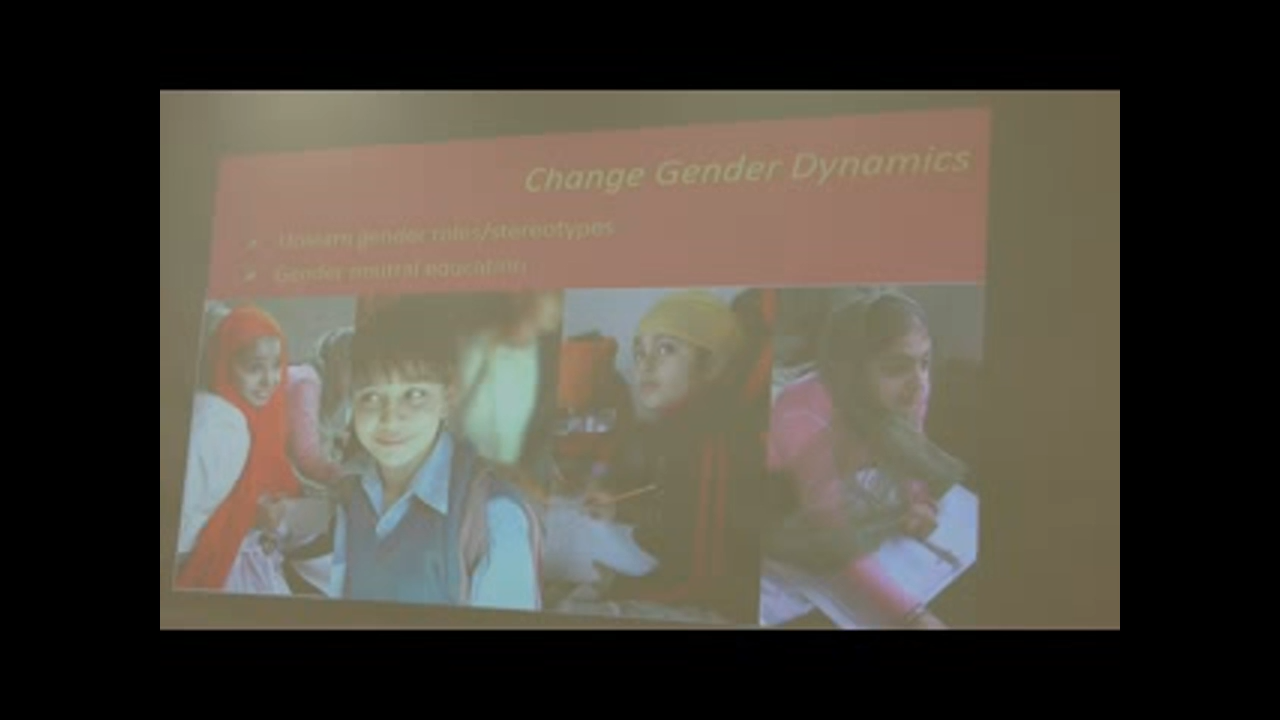 Change Gender Dynamics
➢ Unlearn gender roles/stereotypes
➢ Gender neutral education